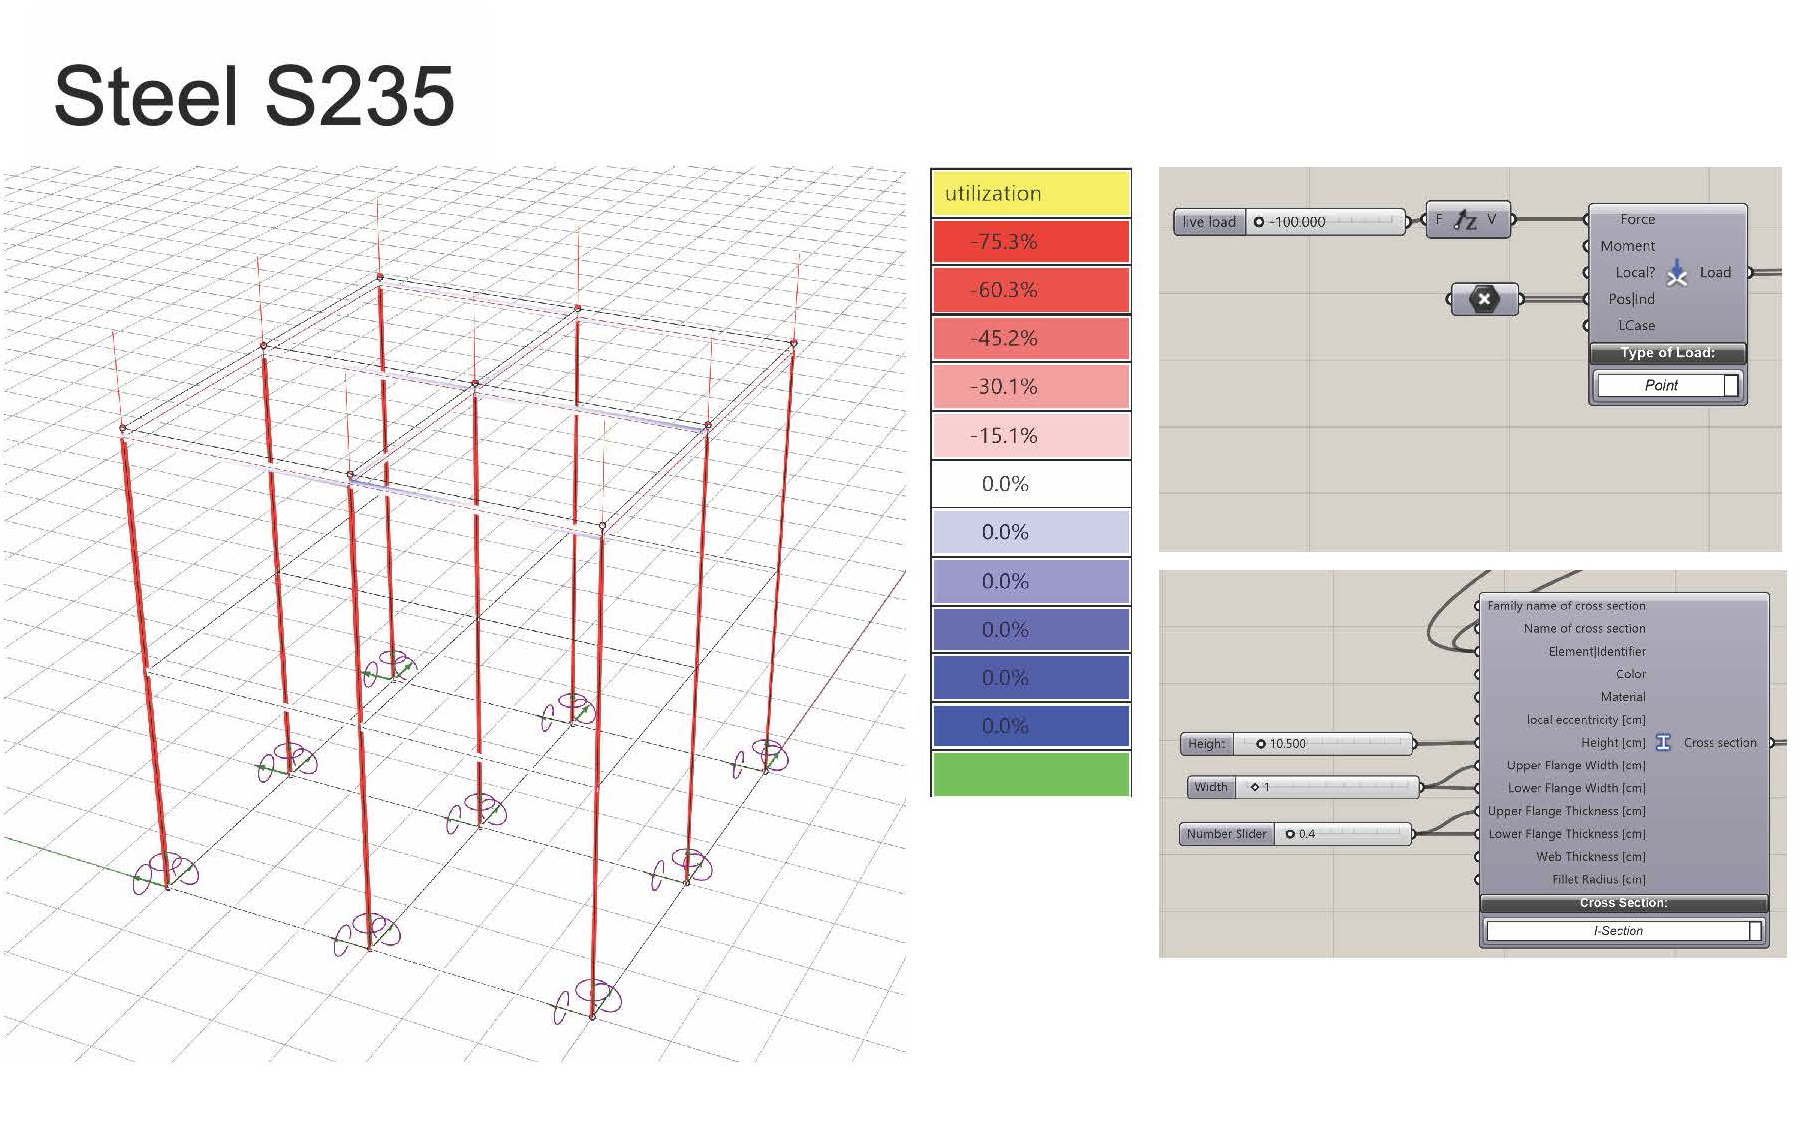 Steel S235
utilization
-75.3%
-60.3%
-45.2%
-30.1%
-15.1%
0.0%
0.0%
0.0%
0.0%
0.0%
0.0%
live load -100.000
F Z V
Force
Moment
Local? Load
Pos|Ind
LCase
Type of Load:
Point
Family name of cross section
Name of cross section
Element|Identifier
Color
Material
local eccentricity [cm]
Height 10.500 Height [cm] Cross section
Upper Flange Width [cm]
Width 1 Lower Flange Width [cm]
Upper Flange Thickness [cm]
Number Slider 0.4 Lower Flange Thickness [cm]
Web Thickness [cm]
Fillet Radius [cm]
Cross Section:
I-Section